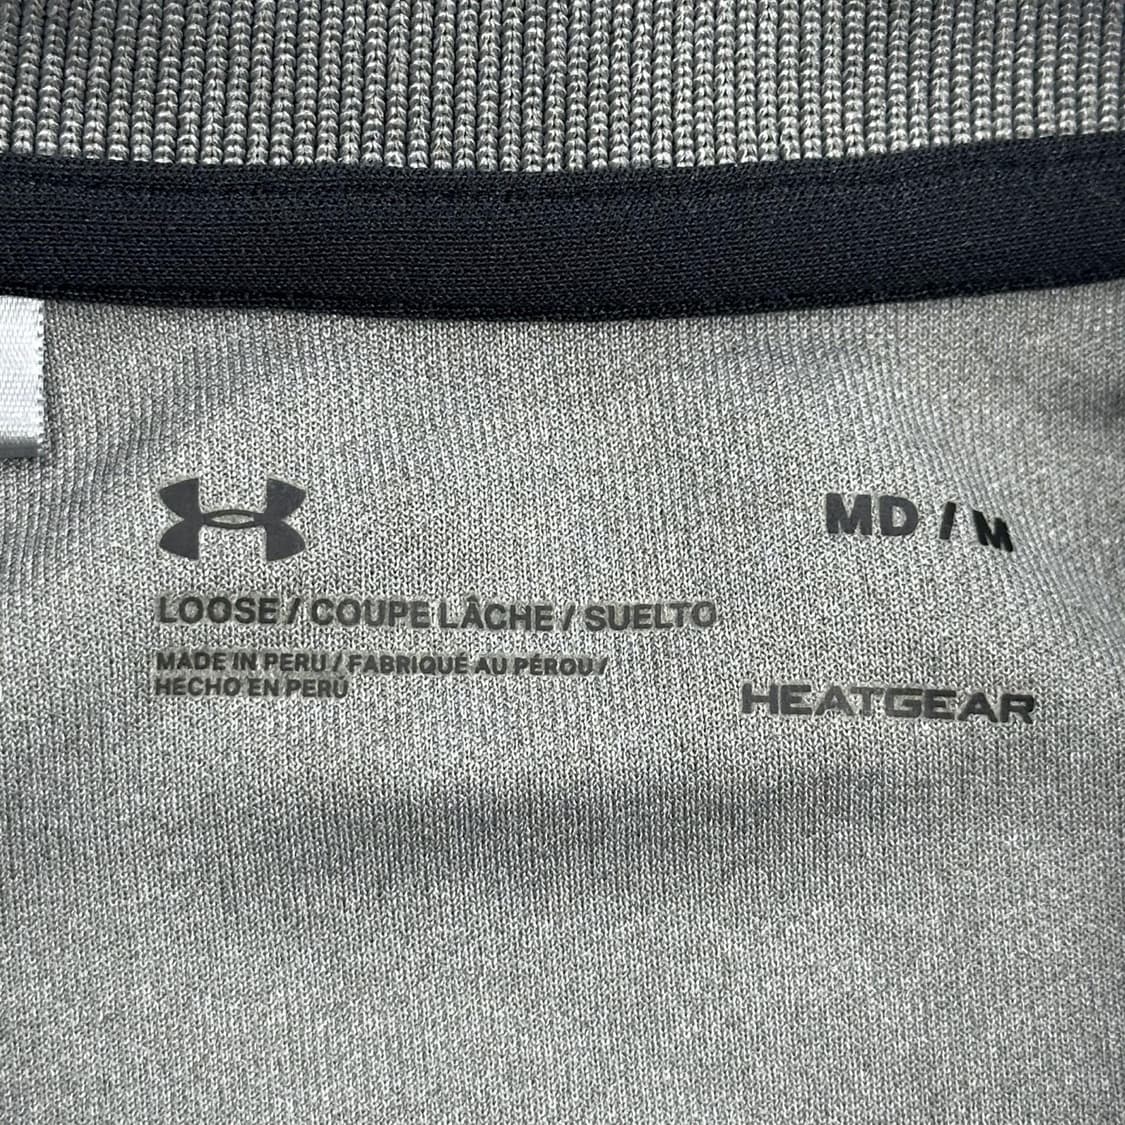 MD / M
LOOSE / COUPE LÂCHE / SUELTO
MADE IN PERU / FABRIQUÉ AU PÉROU /
HECHO EN PERÚ
HEATGEAR